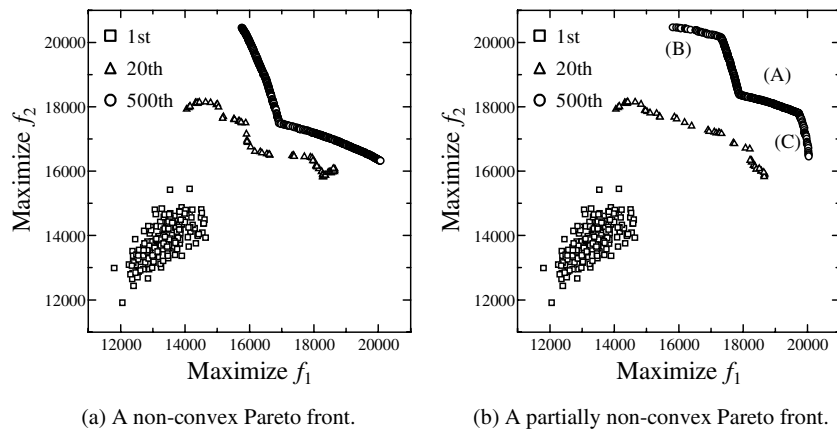 20000
18000
16000
14000
12000
Maximize f2
1st
20th
500th
12000 14000 16000 18000 20000
Maximize f1
(a) A non-convex Pareto front.
20000
18000
16000
14000
12000
Maximize f2
1st
20th
500th
(B)
(A)
(C)
12000 14000 16000 18000 20000
Maximize f1
(b) A partially non-convex Pareto front.